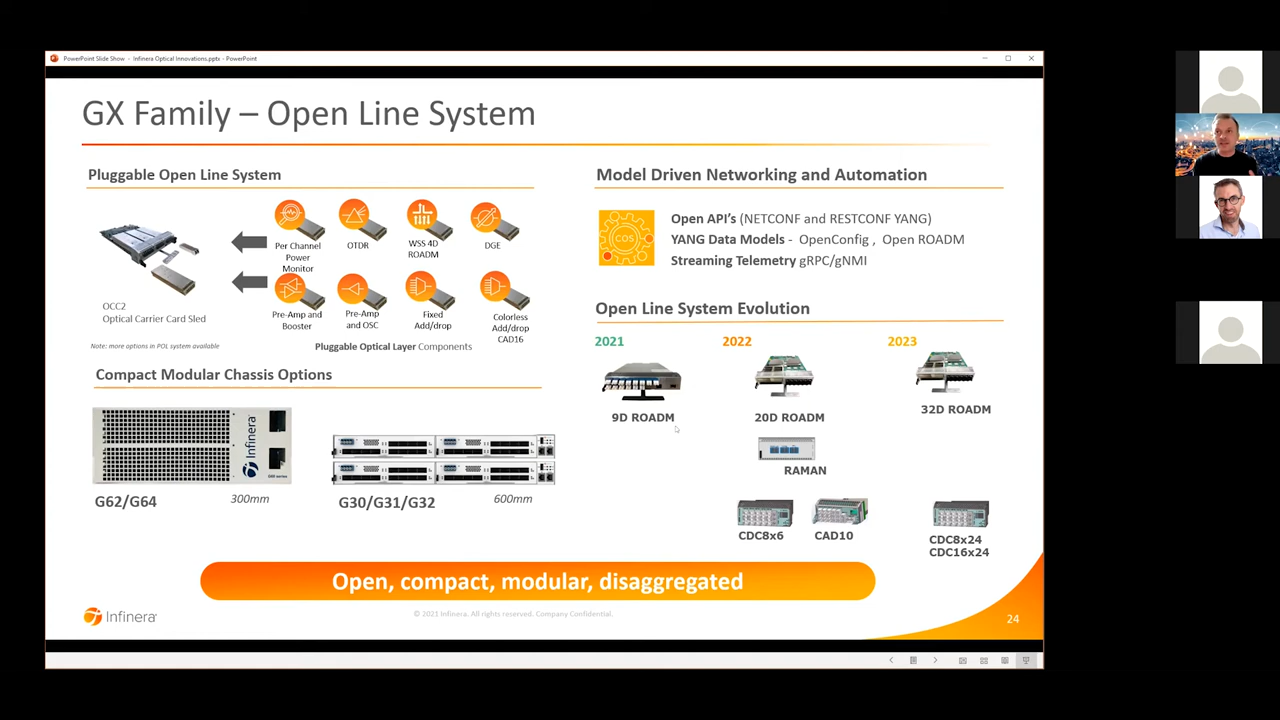 PowerPoint Slide Show - Infinera Optical Innovations.pptx - PowerPoint
GX Family – Open Line System
Pluggable Open Line System
Per Channel
Power
Monitor
OTDR
WSS 4D
ROADM
DGE
OCC2
Optical Carrier Card Sled
Pre-Amp and
Booster
Pre-Amp
and OSC
Fixed
Add/drop
Colorless
Add/drop
CAD16
Note: more options in POL system available
Pluggable Optical Layer Components
Compact Modular Chassis Options
Infinera
G62/G64
300mm
G30/G31/G32
600mm
Model Driven Networking and Automation
COS
Open API's (NETCONF and RESTCONF YANG)
YANG Data Models - OpenConfig , Open ROADM
Streaming Telemetry gRPC/gNMI
Open Line System Evolution
2021
2022
2023
9D ROADM
20D ROADM
32D ROADM
RAMAN
CDC8x6
CAD10
CDC8x24
CDC16x24
Open, compact, modular, disaggregated
Infinera
© 2021 Infinera. All rights reserved. Company Confidential.
24